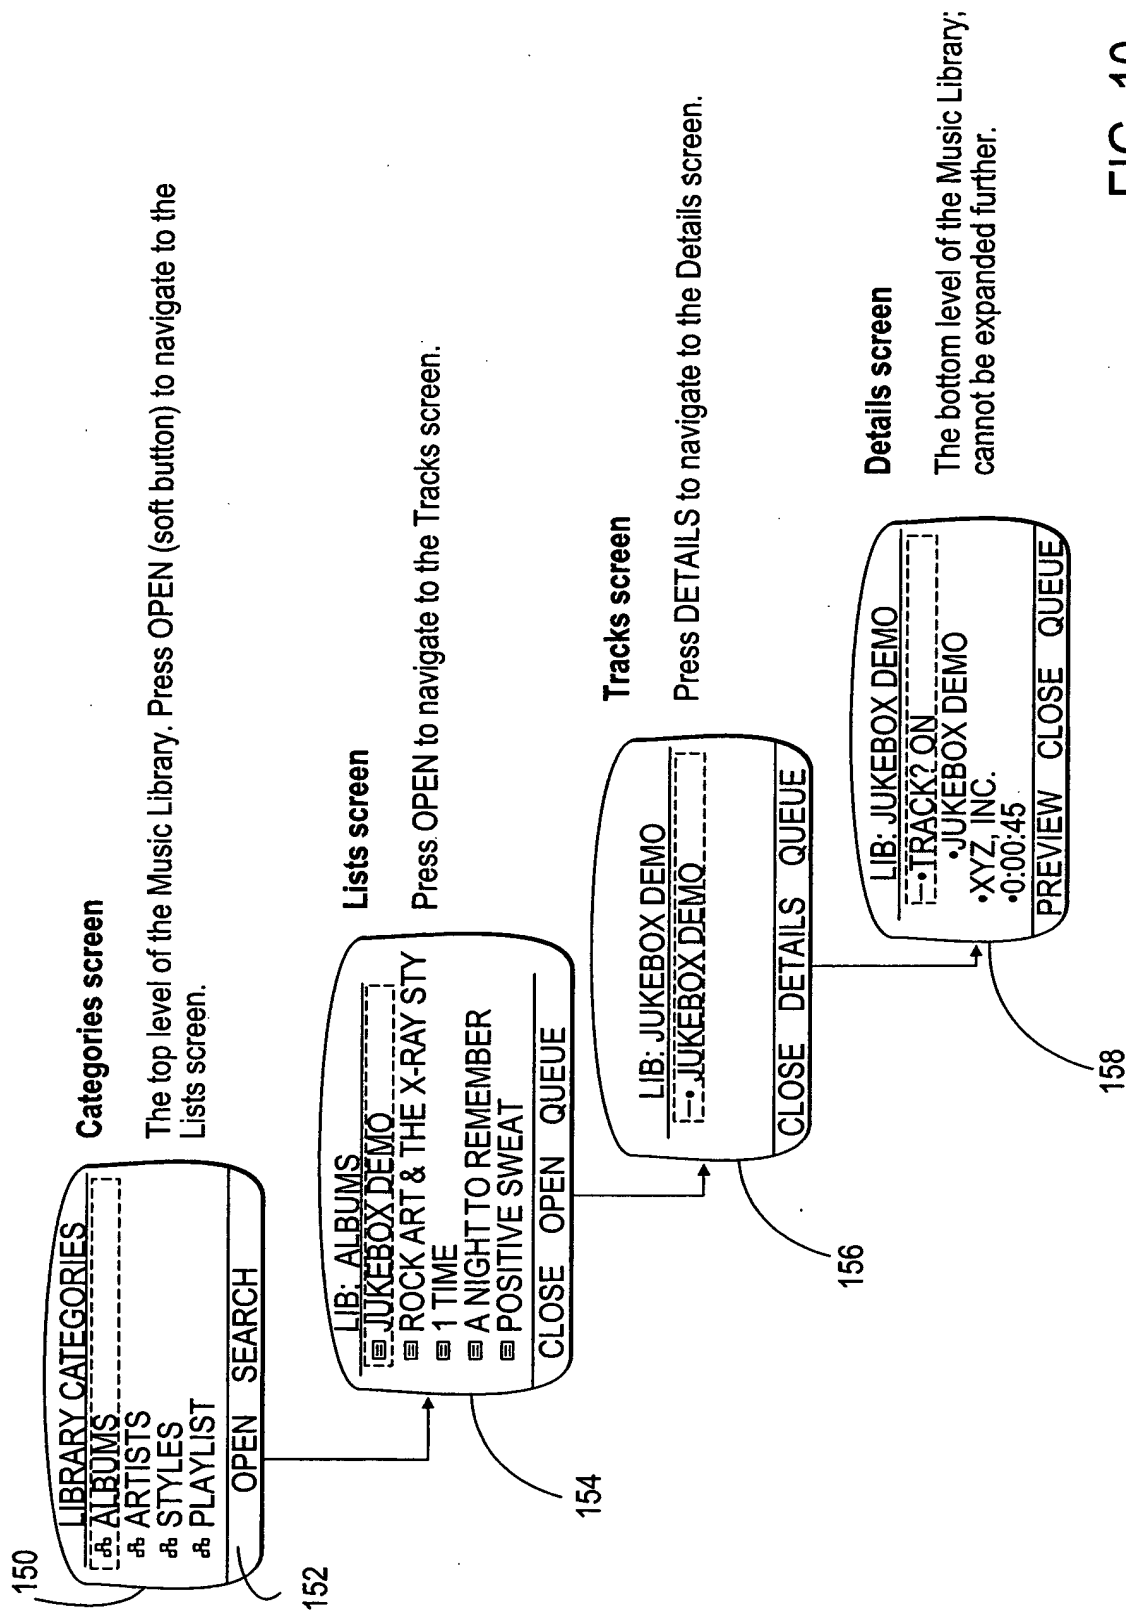 150
LIBRARY CATEGORIES
ALBUMS
ARTISTS
STYLES
PLAYLIST
OPEN SEARCH
152
Categories screen
The top level of the Music Library. Press OPEN (soft button) to navigate to the
Lists screen.
LIB: ALBUMS
JUKEBOX DEMO
ROCK ART & THE X-RAY STY
1 TIME
A NIGHT TO REMEMBER
POSITIVE SWEAT
CLOSE OPEN QUEUE
154
Lists screen
Press OPEN to navigate to the Tracks screen.
LIB: JUKEBOX DEMO
—• JUKEBOX DEMO
CLOSE DETAILS QUEUE
156
Tracks screen
Press DETAILS to navigate to the Details screen.
LIB: JUKEBOX DEMO
—•TRACK? ON
•JUKEBOX DEMO
•XYZ, INC.
•0:00:45
PREVIEW CLOSE QUEUE
158
Details screen
The bottom level of the Music Library;
cannot be expanded further.
FIG.